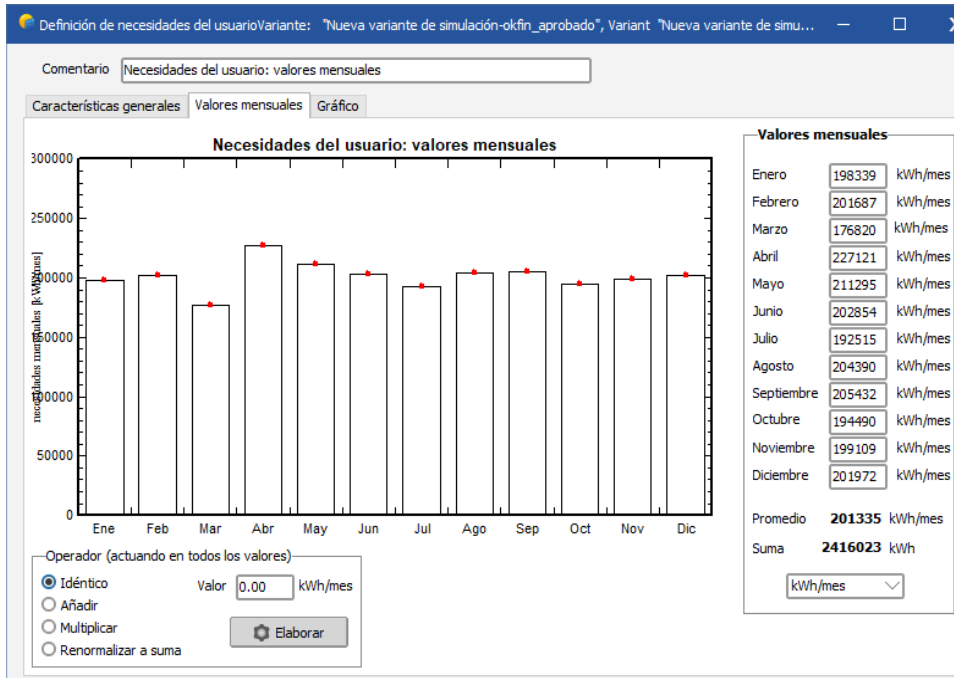 Definición de necesidades del usuarioVariante: "Nueva variante de simulación-okfin_aprobado", Variant "Nueva variante de simu...
Comentario Necesidades del usuario: valores mensuales
Características generales Valores mensuales Gráfico
Necesidades del usuario: valores mensuales
necesidades mensuales [kWh/mes]
300000
250000
200000
150000
100000
50000
0
Ene Feb Mar Abr May Jun Jul Ago Sep Oct Nov Dic
Operador (actuando en todos los valores)
Idéntico Valor 0.00 kWh/mes
Añadir
Multiplicar Elaborar
Renormalizar a suma
Valores mensuales
Enero 198339 kWh/mes
Febrero 201687 kWh/mes
Marzo 176820 kWh/mes
Abril 227121 kWh/mes
Mayo 211295 kWh/mes
Junio 202854 kWh/mes
Julio 192515 kWh/mes
Agosto 204390 kWh/mes
Septiembre 205432 kWh/mes
Octubre 194490 kWh/mes
Noviembre 199109 kWh/mes
Diciembre 201972 kWh/mes
Promedio 201335 kWh/mes
Suma 2416023 kWh
kWh/mes